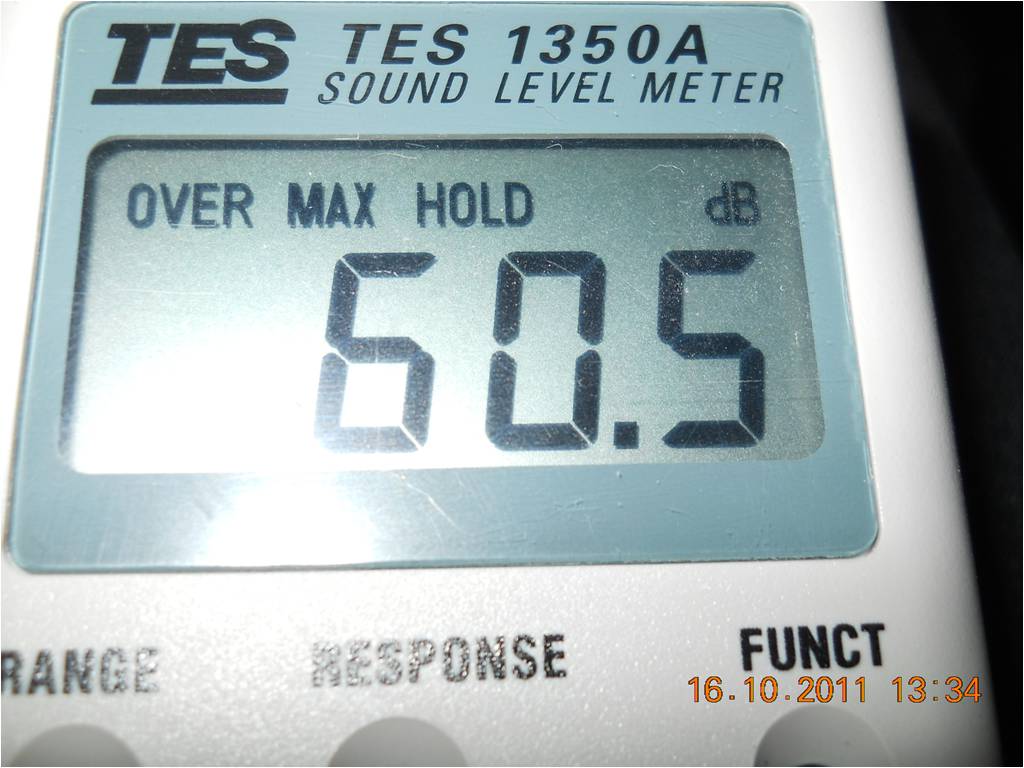 TES TES 1350A
SOUND LEVEL METER
OVER MAX HOLD dB
60.5
RANGE RESPONSE FUNCT
16.10.2011 13:34